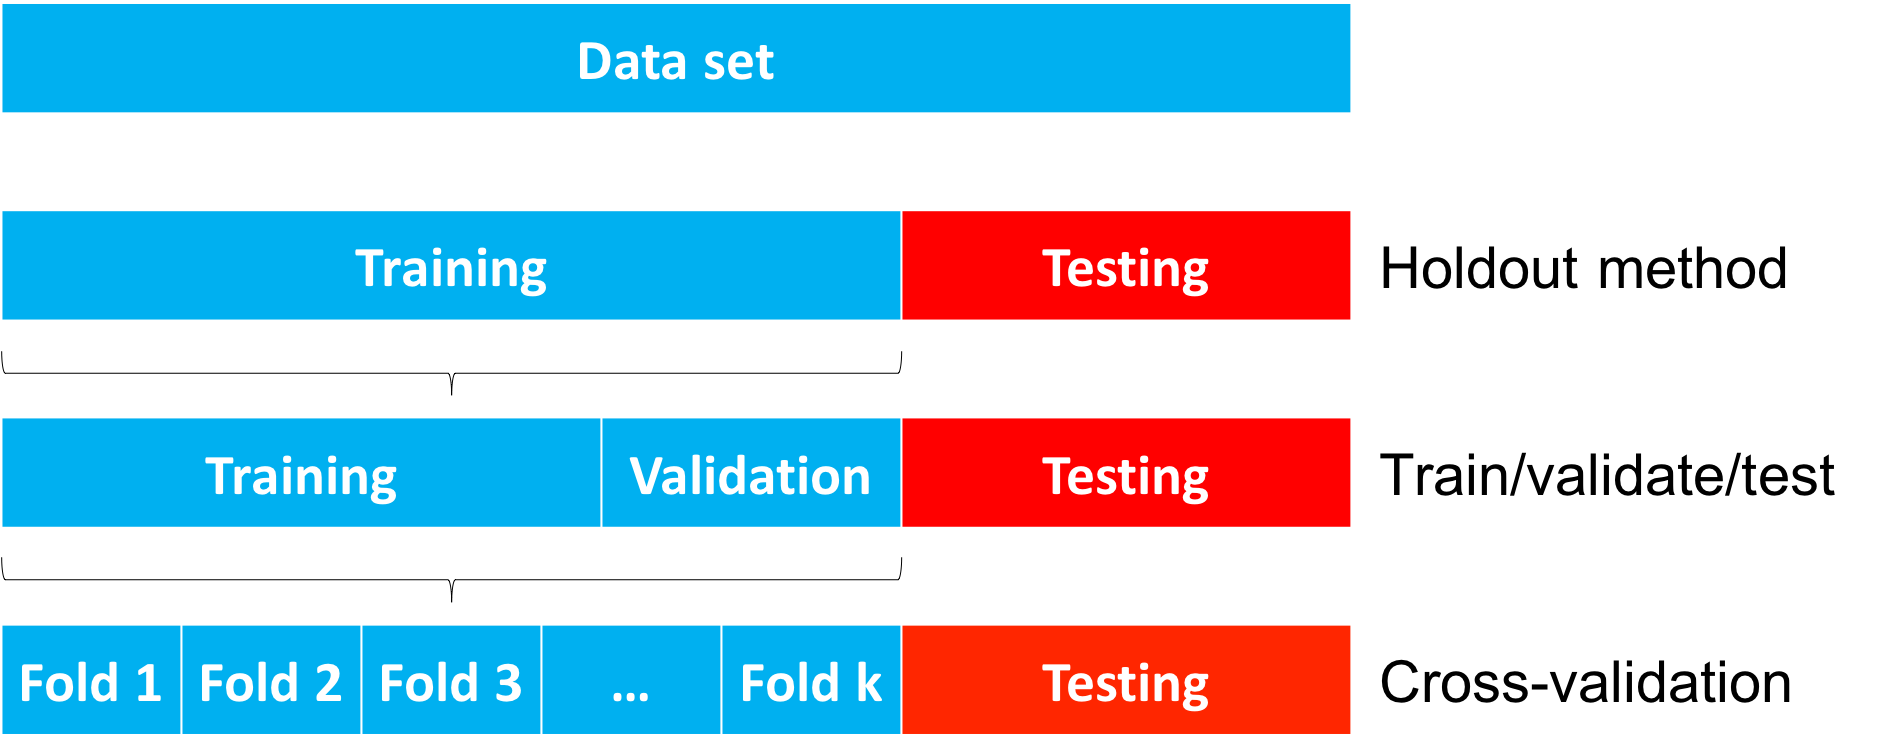 Data set
Training Testing Holdout method
Training Validation Testing Train/validate/test
Fold 1 Fold 2 Fold 3 ... Fold k Testing Cross-validation